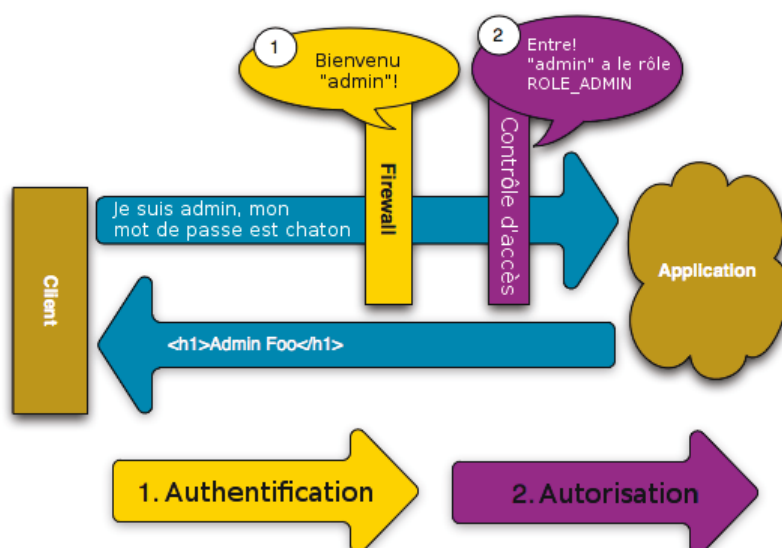 1
Bienvenu
"admin"!
2
Entre!
"admin" a le rôle
ROLE_ADMIN
Firewall
Contrôle d'accès
Je suis admin, mon
mot de passe est chaton
Client
Application
<h1>Admin Foo</h1>
1. Authentification
2. Autorisation